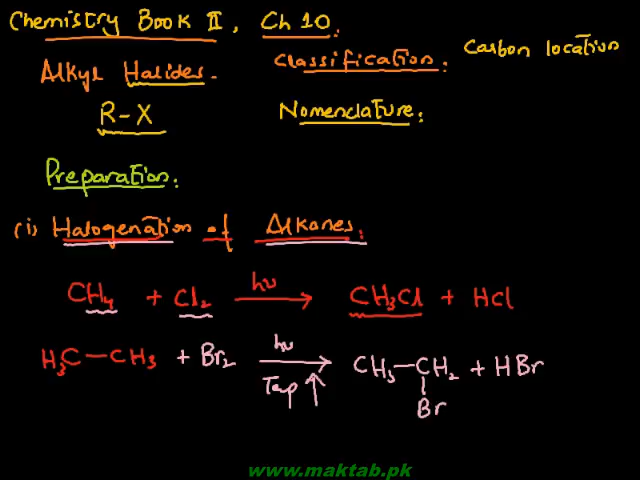 Chemistry Book II, Ch 10.
Alkyl Halides.
Classification: Carbon location
R-X
Nomenclature:
Preparation:
(i) Halogenation of Alkanes:
CH₄ + Cl₂ hν → CH₃Cl + HCl
H₃C-CH₃ + Br₂ hν Temp↑ → CH₃-CH₂ + HBr
Br
www.maktab.pk